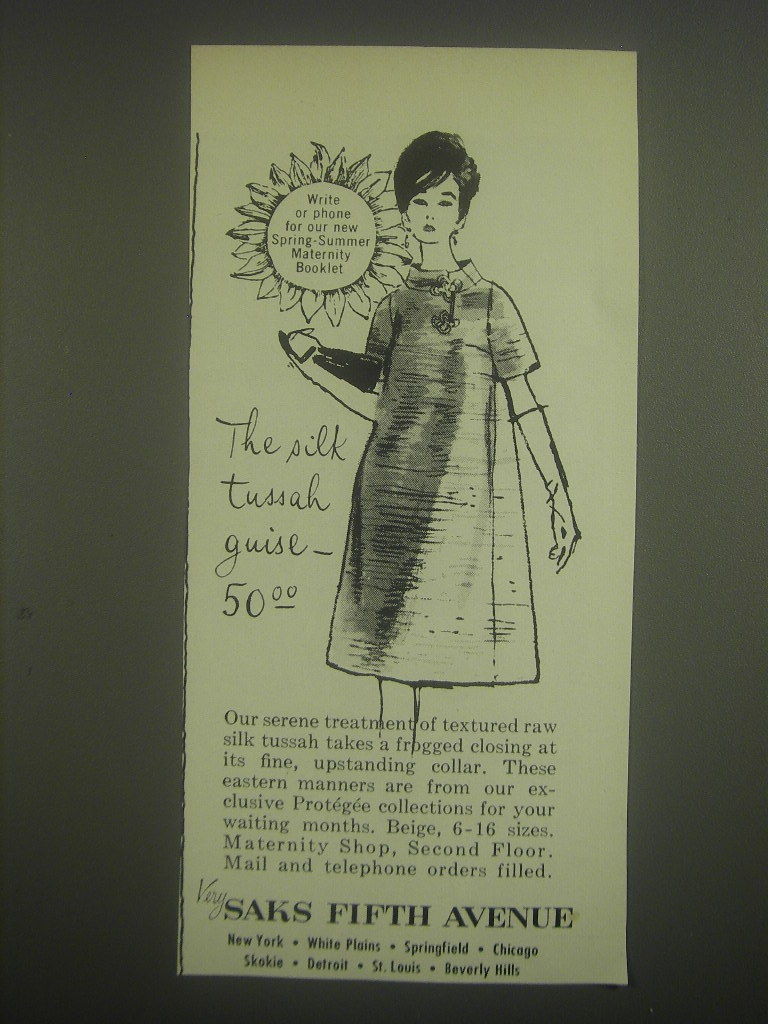 Write
or phone
for our new
Spring-Summer
Maternity
Booklet
The silk
tussah
guise—
50.00
Our serene treatment of textured raw
silk tussah takes a frogged closing at
its fine, upstanding collar. These
eastern manners are from our ex-
clusive Protégée collections for your
waiting months. Beige, 6-16 sizes.
Maternity Shop, Second Floor.
Mail and telephone orders filled.
Very SAKS FIFTH AVENUE
New York • White Plains • Springfield • Chicago
Skokie • Detroit • St. Louis • Beverly Hills